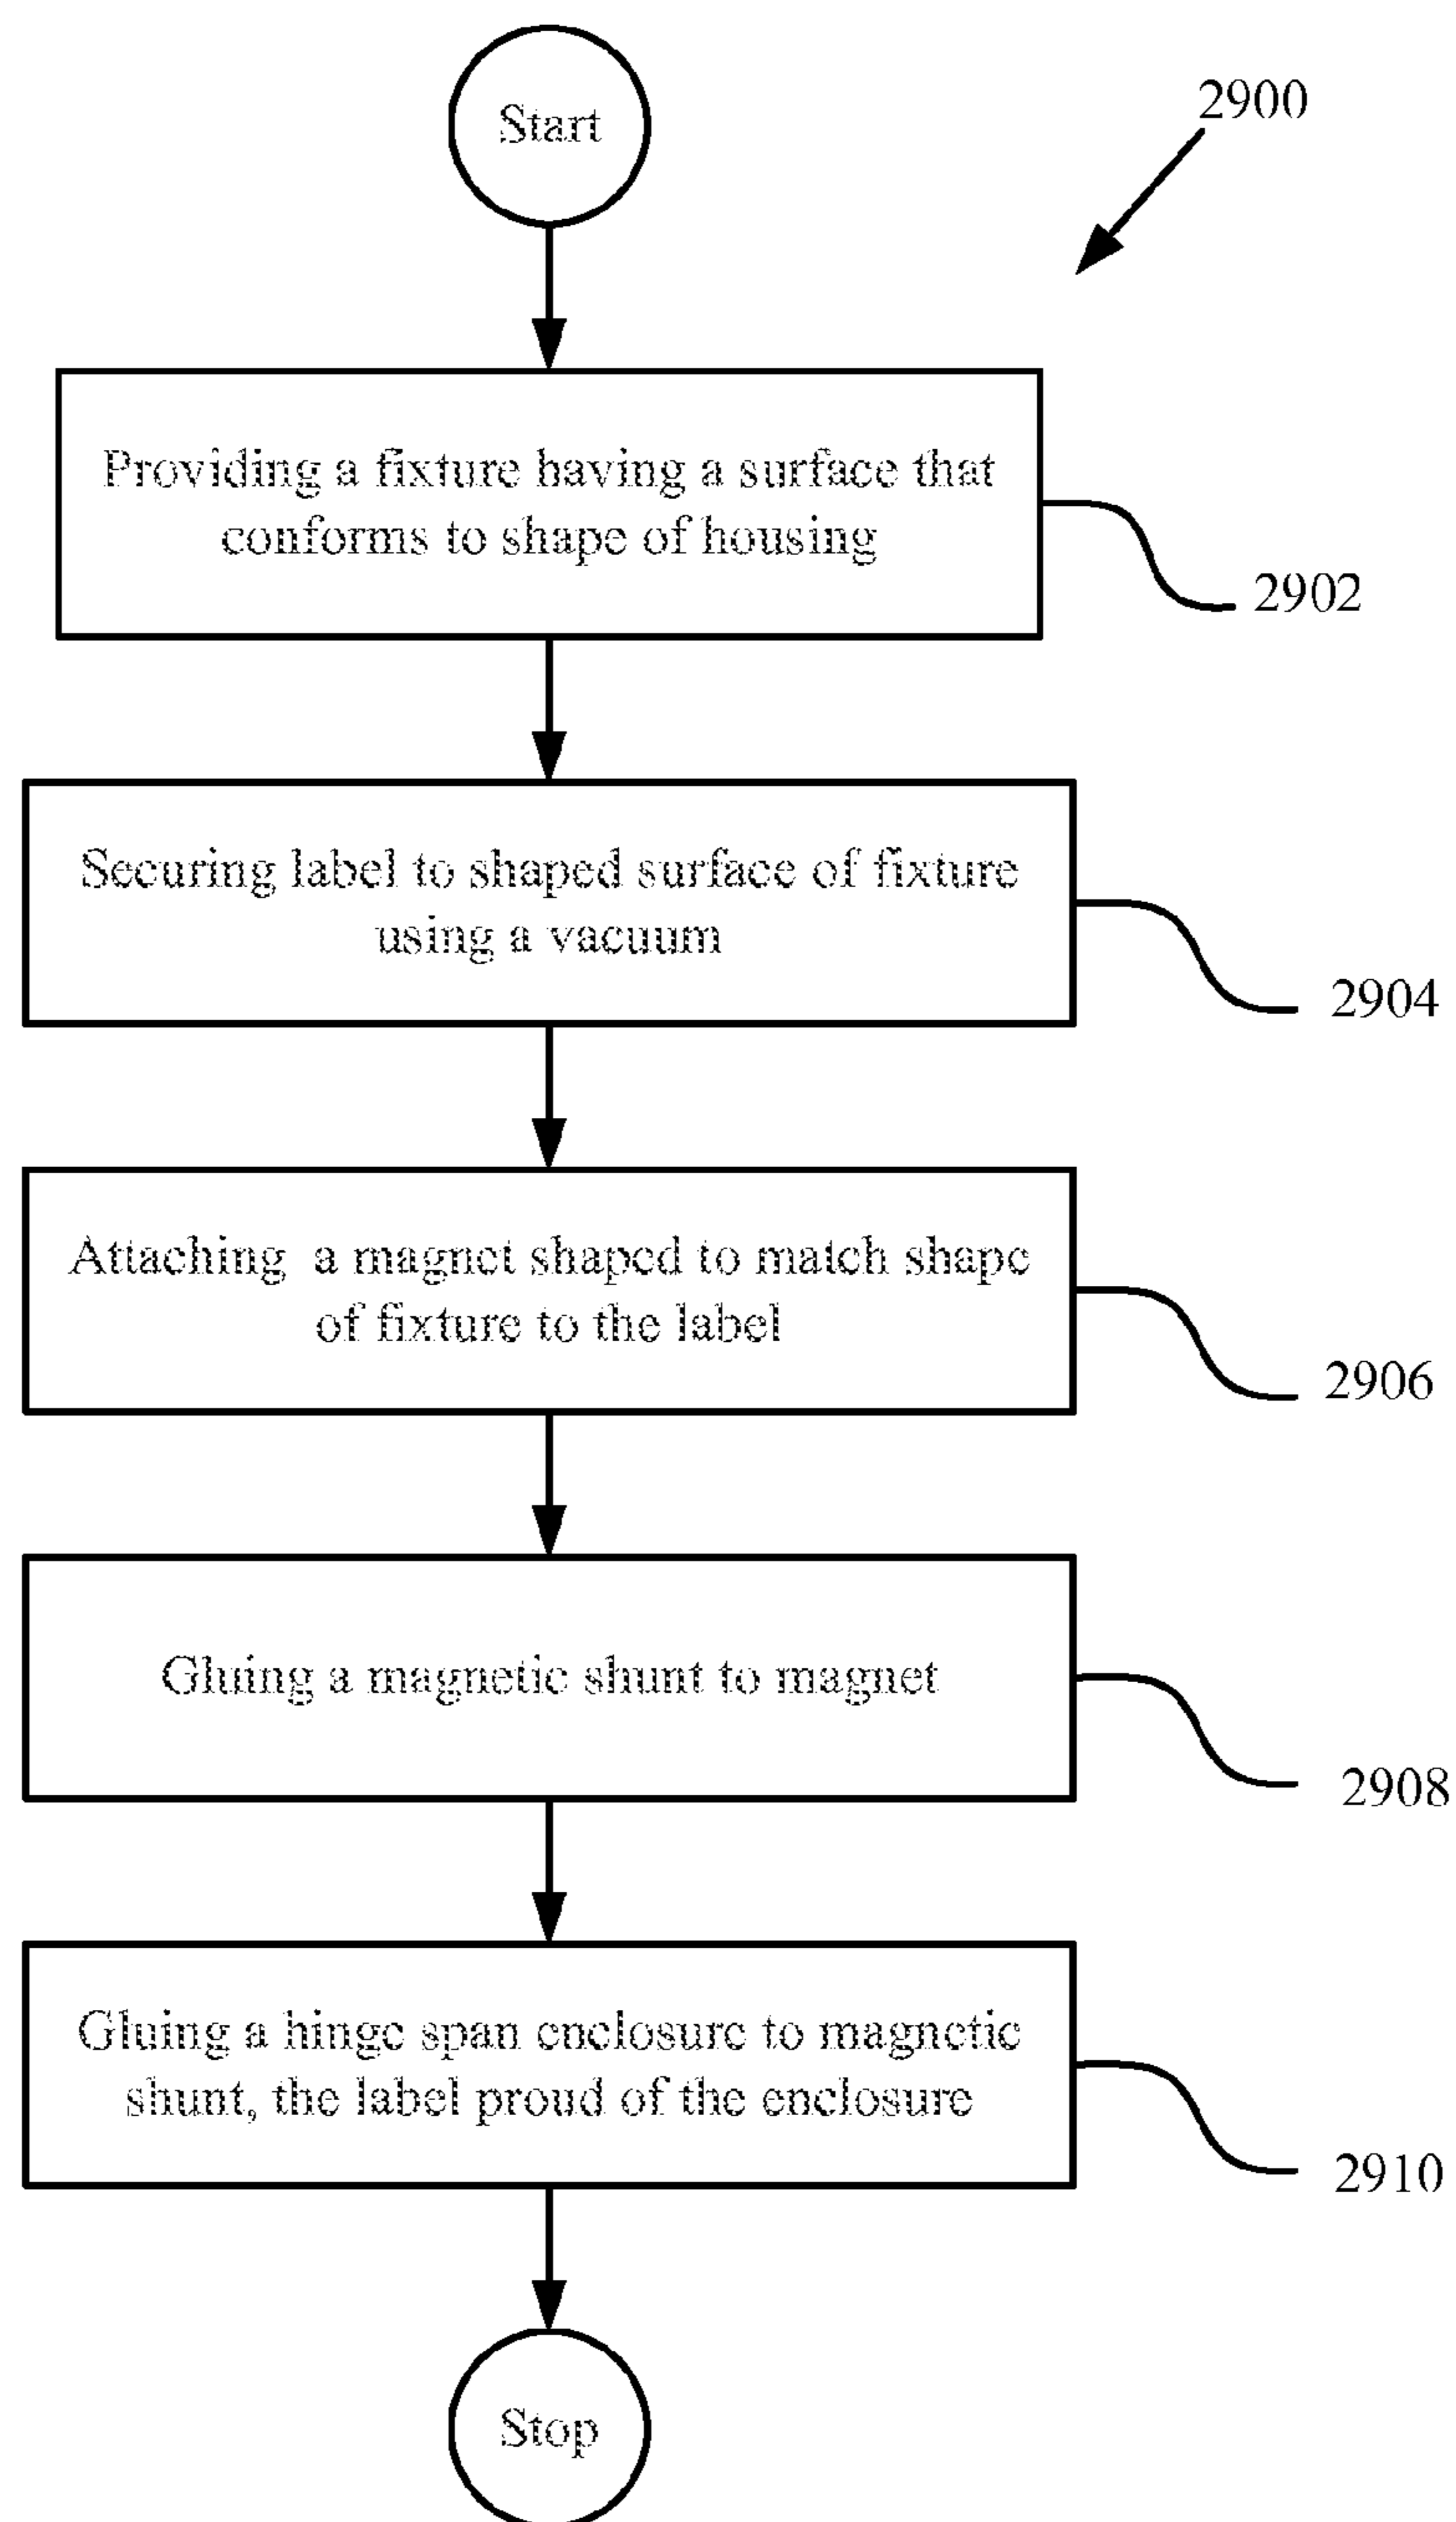 Start
2900
Providing a fixture having a surface that
conforms to shape of housing
2902
Securing label to shaped surface of fixture
using a vacuum
2904
Attaching a magnet shaped to match shape
of fixture to the label
2906
Gluing a magnetic shunt to magnet
2908
Gluing a hinge span enclosure to magnetic
shunt, the label proud of the enclosure
2910
Stop